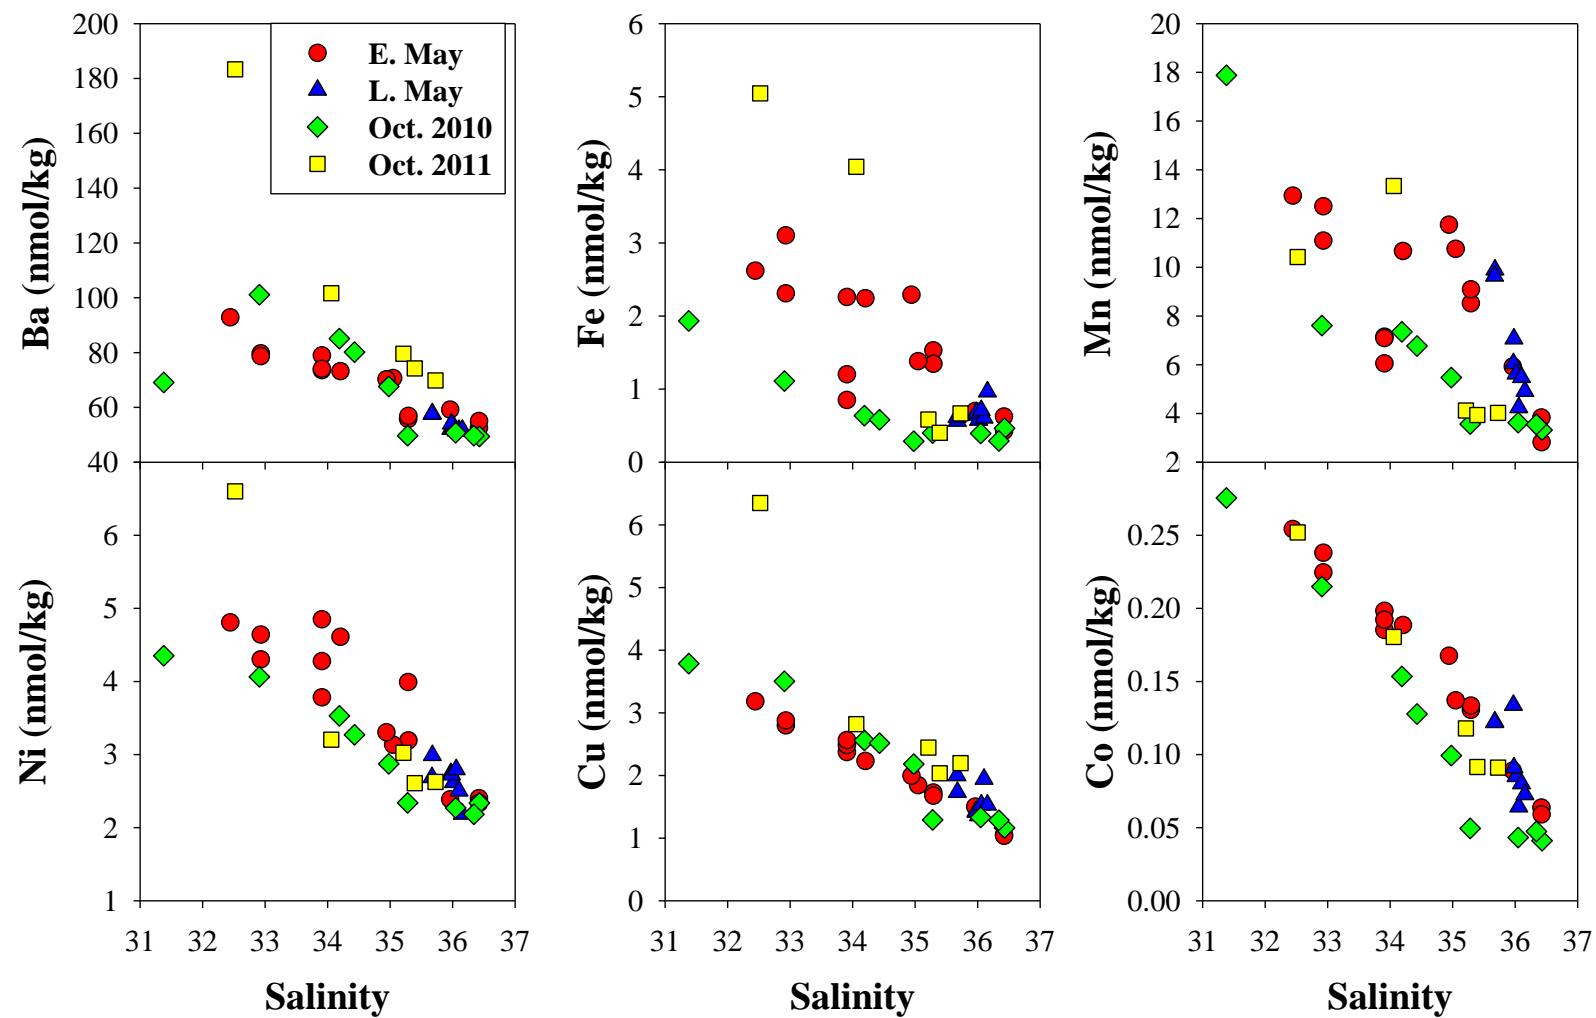 200
180
160
140
120
100
80
60
40
Ba (nmol/kg)
E. May
L. May
Oct. 2010
Oct. 2011
6
5
4
3
2
1
0
Fe (nmol/kg)
20
18
16
14
12
10
8
6
4
2
Mn (nmol/kg)
6
5
4
3
2
1
Ni (nmol/kg)
31 32 33 34 35 36 37
Salinity
6
5
4
3
2
1
0
Cu (nmol/kg)
31 32 33 34 35 36 37
Salinity
0.25
0.20
0.15
0.10
0.05
0.00
Co (nmol/kg)
31 32 33 34 35 36 37
Salinity